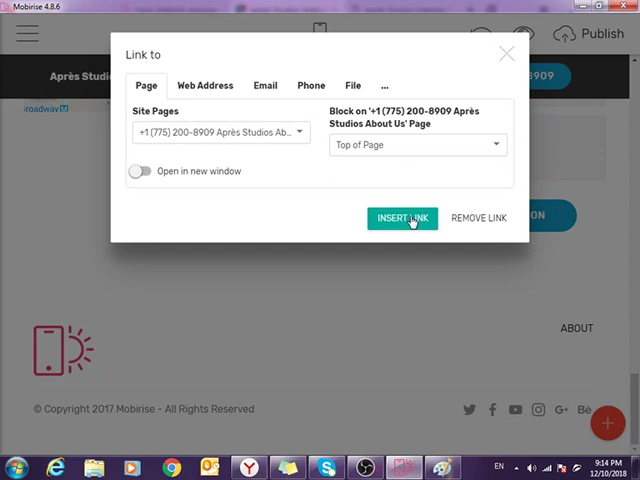 Mobirise 4.8.6
Publish
Après Studio
8909
Link to
Page
Web Address
Email
Phone
File
...
Site Pages
+1 (775) 200-8909 Après Studios Ab...
Block on '+1 (775) 200-8909 Après
Studios About Us' Page
Top of Page
Open in new window
INSERT LINK
REMOVE LINK
ON
ABOUT
© Copyright 2017 Mobirise - All Rights Reserved
G+
Bē
EN
9:14 PM
12/10/2018